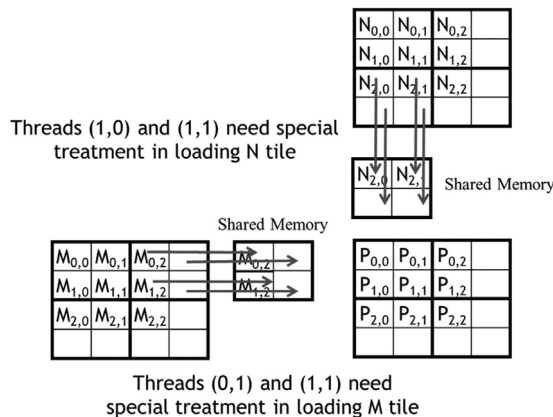 N0,0 N0,1 N0,2
N1,0 N1,1 N1,2
N2,0 N2,1 N2,2
Threads (1,0) and (1,1) need special
treatment in loading N tile
N2,0 N2,1
Shared Memory
Shared Memory
M0,0 M0,1 M0,2
M1,0 M1,1 M1,2
M2,0 M2,1 M2,2
M0,2
M1,2
P0,0 P0,1 P0,2
P1,0 P1,1 P1,2
P2,0 P2,1 P2,2
Threads (0,1) and (1,1) need
special treatment in loading M tile